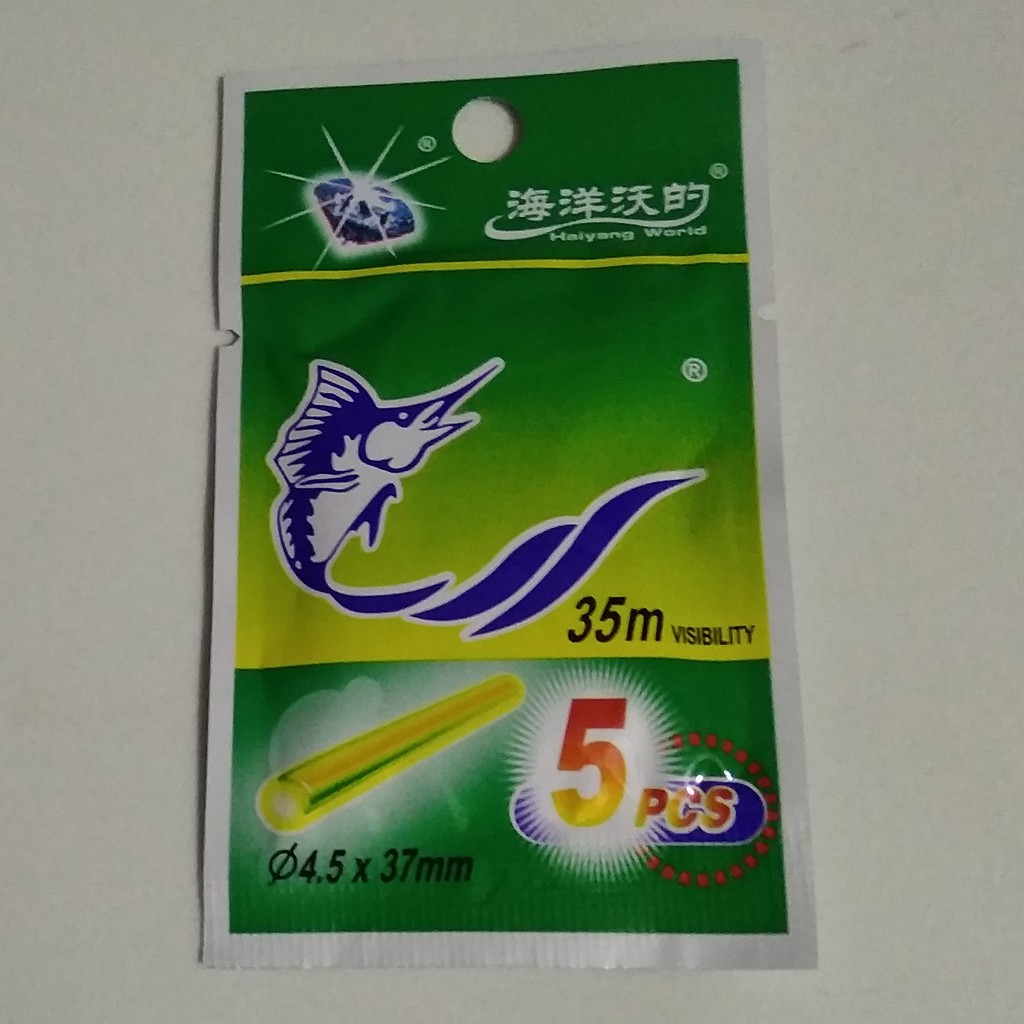 ®
海洋沃的®
Haiyang World
®
35m VISIBILITY
5 PCS
Ø4.5 x 37mm